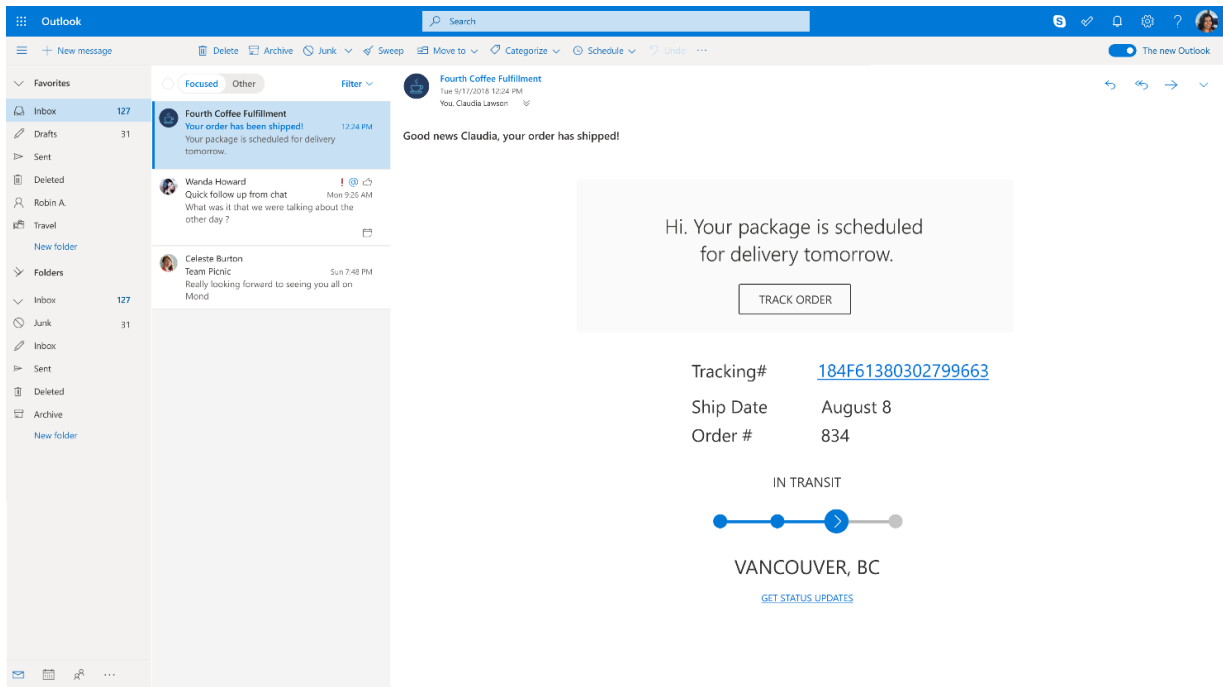 Outlook
Search
New message
Delete
Archive
Junk
Sweep
Move to
Categorize
Schedule
Undo
The new Outlook
Favorites
Inbox 127
Drafts 31
Sent
Deleted
Robin A.
Travel
New folder
Folders
Inbox 127
Junk 31
Inbox
Sent
Deleted
Archive
New folder
Focused Other Filter
Fourth Coffee Fulfillment
Your order has been shipped! 12:24 PM
Your package is scheduled for delivery
tomorrow.
Wanda Howard
Quick follow up from chat Mon 9:26 AM
What was it that we were talking about the
other day ?
Celeste Burton
Team Picnic Sun 7:48 PM
Really looking forward to seeing you all on
Mond
Fourth Coffee Fulfillment
Tue 9/17/2018 12:24 PM
You, Claudia Lawson
Good news Claudia, your order has shipped!
Hi. Your package is scheduled
for delivery tomorrow.
TRACK ORDER
Tracking# 184F61380302799663
Ship Date August 8
Order # 834
IN TRANSIT
VANCOUVER, BC
GET STATUS UPDATES